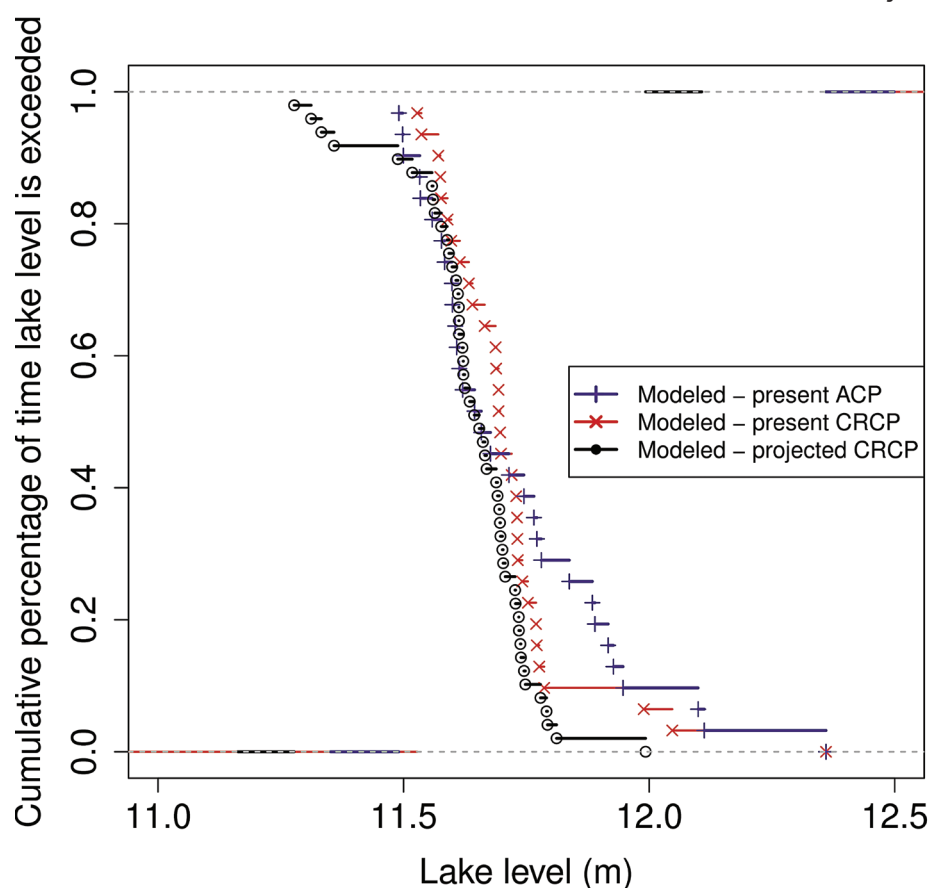 Cumulative percentage of time lake level is exceeded
1.0
0.8
0.6
0.4
0.2
0.0
Modeled – present ACP
Modeled – present CRCP
Modeled – projected CRCP
11.0 11.5 12.0 12.5
Lake level (m)